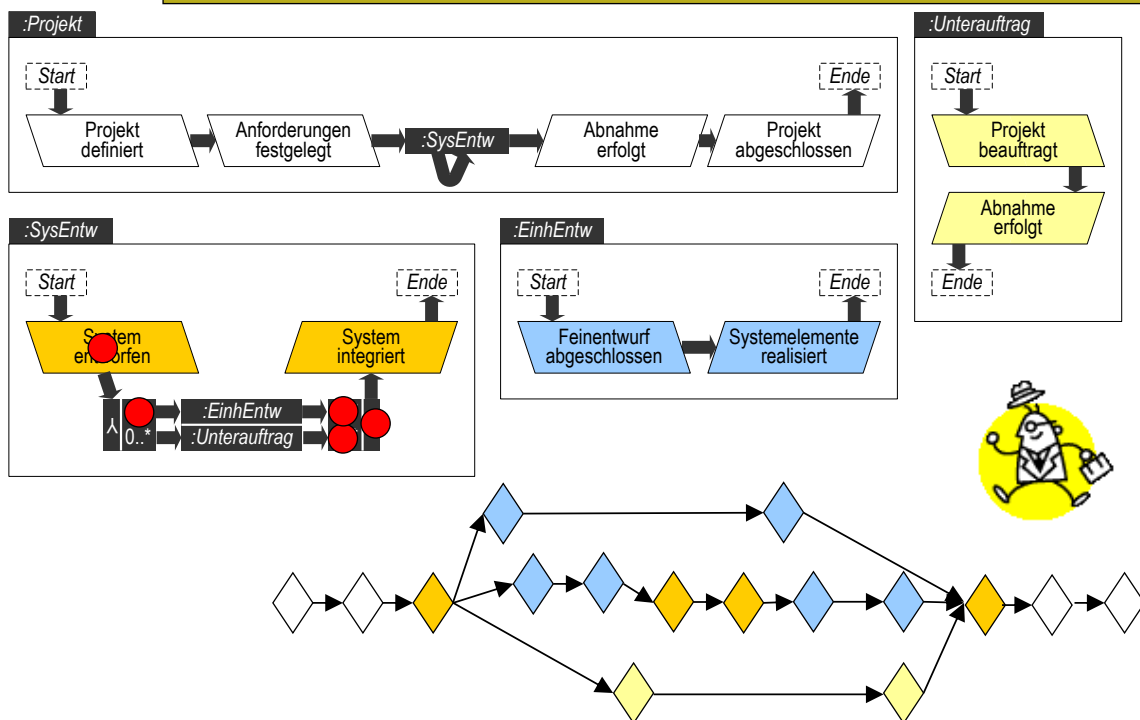 :Projekt
Start
Ende
Projekt
definiert
Anforderungen
festgelegt
:SysEntw
Abnahme
erfolgt
Projekt
abgeschlossen
:Unterauftrag
Start
Projekt
beauftragt
Abnahme
erfolgt
Ende
:SysEntw
Start
Ende
System
integriert
:EinhEntw
:Unterauftrag
0..*
:EinhEntw
Start
Ende
Feinentwurf
abgeschlossen
Systemelemente
realisiert